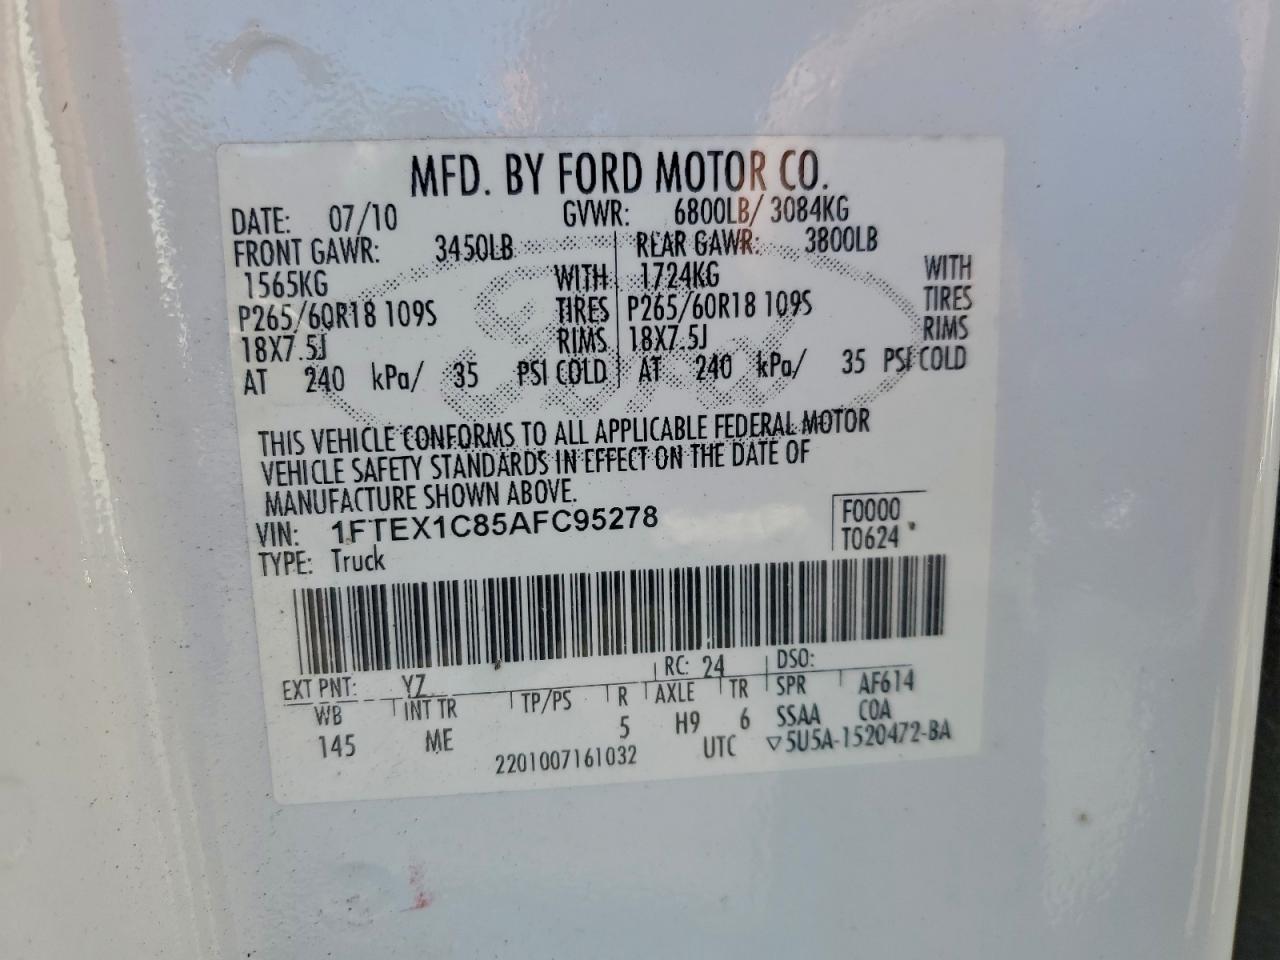 MFD. BY FORD MOTOR CO.
DATE: 07/10 GVWR: 6800LB/ 3084KG
FRONT GAWR: 3450LB REAR GAWR: 3800LB
1565KG WITH 1724KG WITH
P265/60R18 109S TIRES P265/60R18 109S TIRES
18X7.5J RIMS 18X7.5J RIMS
AT 240 kPa/ 35 PSI COLD AT 240 kPa/ 35 PSI COLD
THIS VEHICLE CONFORMS TO ALL APPLICABLE FEDERAL MOTOR
VEHICLE SAFETY STANDARDS IN EFFECT ON THE DATE OF
MANUFACTURE SHOWN ABOVE.
VIN: 1FTEX1C85AFC95278 F0000
TYPE: Truck T0624
EXT PNT: YZ RC: 24 DSO:
WB INT TR TP/PS R AXLE TR SPR AF614
145 ME 5 H9 6 SSAA COA
2201007161032 UTC ▽5U5A-1520472-BA